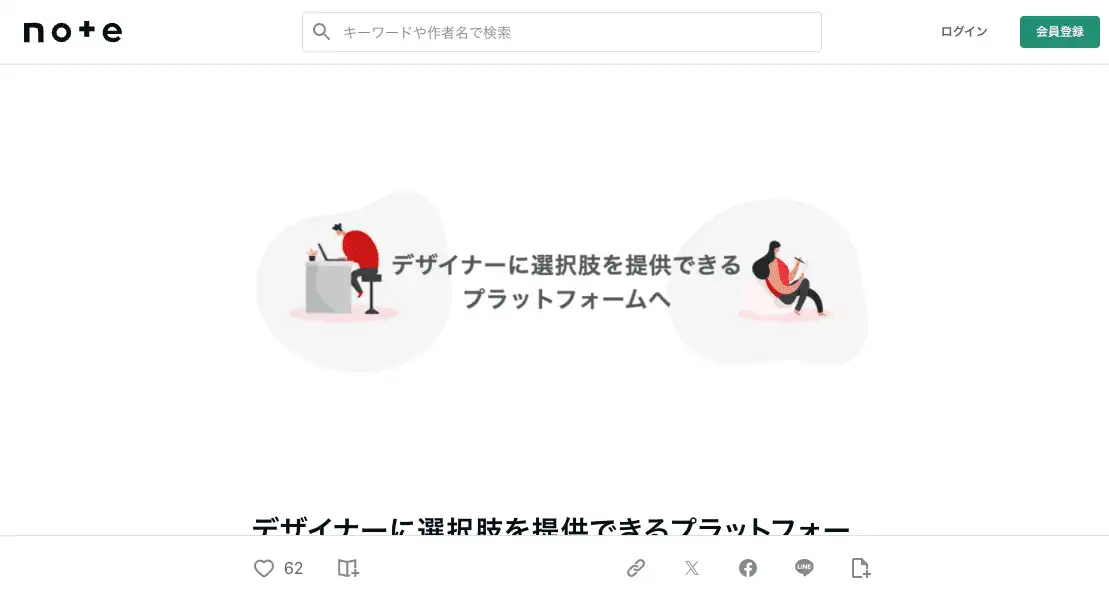 note
キーワードや作者名で検索
ログイン
会員登録
デザイナーに選択肢を提供できる
プラットフォームへ
デザイナーに選択肢を提供できるプラットフォー
62
LINE